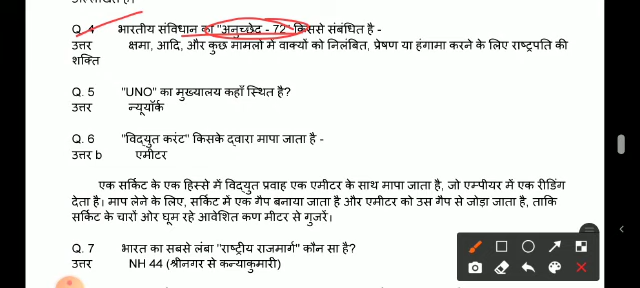 Q. 4 भारतीय संविधान का "अनुच्छेद - 72" किससे संबंधित है -
उत्तर क्षमा, आदि, और कुछ मामलो मे वाक्यों को निलंबित, प्रेषण या हंगामा करने के लिए राष्ट्रपति की
शक्ति
Q. 5 "UNO" का मुख्यालय कहाँ स्थित है?
उत्तर न्यूयॉर्क
Q. 6 "विद्युत करंट" किसके द्वारा मापा जाता है -
उत्तर b एमीटर
एक सर्किट के एक हिस्से में विद्युत प्रवाह एक एमीटर के साथ मापा जाता है, जो एम्पीयर में एक रीडिंग
देता है। माप लेने के लिए, सर्किट में एक गैप बनाया जाता है और एमीटर को उस गैप से जोड़ा जाता है, ताकि
सर्किट के चारों ओर घूम रहे आवेशित कण मीटर से गुजरें।
Q. 7 भारत का सबसे लंबा "राष्ट्रीय राजमार्ग" कौन सा है?
उत्तर NH 44 (श्रीनगर से कन्याकुमारी)